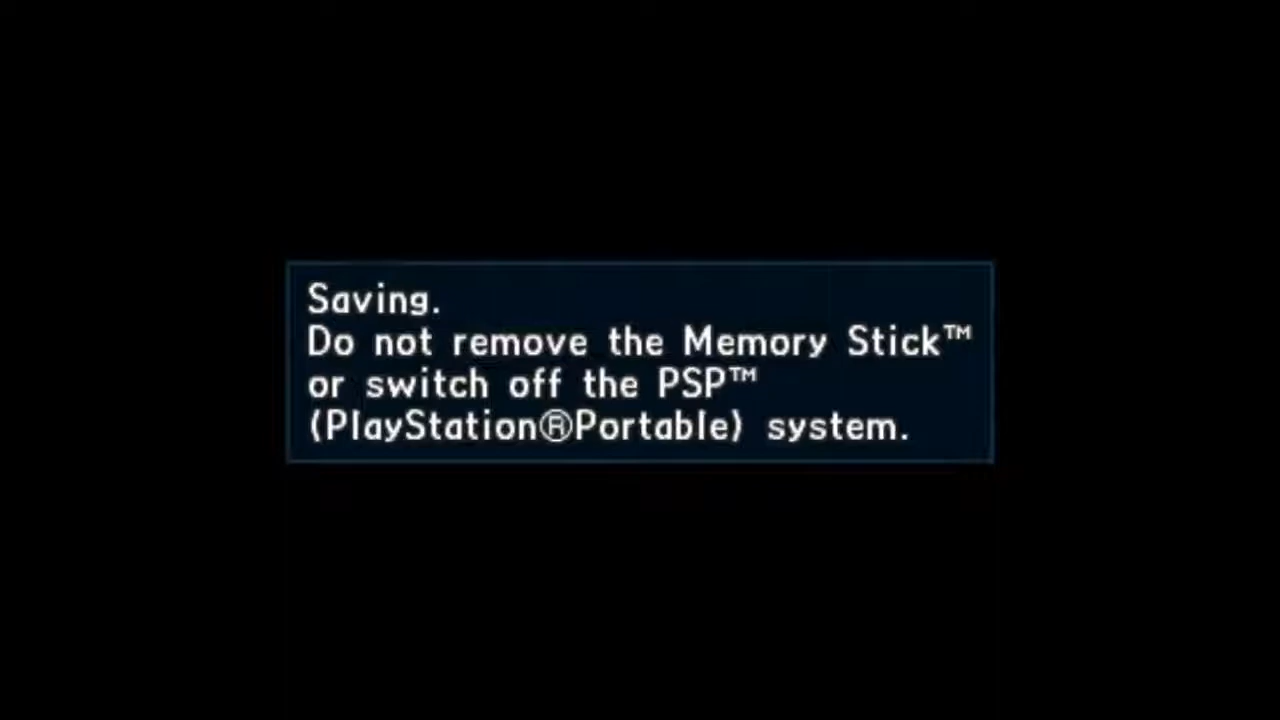 Saving.
Do not remove the Memory Stick™
or switch off the PSP™
(PlayStation®Portable) system.